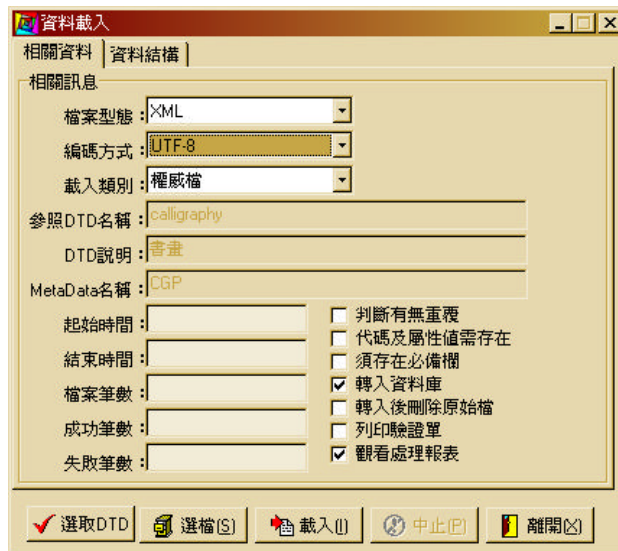 資料載入
相關資料 資料結構
相關訊息
檔案型態：XML
編碼方式：UTF-8
載入類別：權威檔
參照DTD名稱：calligraphy
DTD說明：書畫
MetaData名稱：CGP
起始時間：
結束時間：
檔案筆數：
成功筆數：
失敗筆數：
判斷有無重覆
代碼及屬性值需存在
須存在必備欄
轉入資料庫
轉入後刪除原始檔
列印驗證單
觀看處理報表
選取DTD 選檔(S) 載入(I) 中止(P) 離開(X)